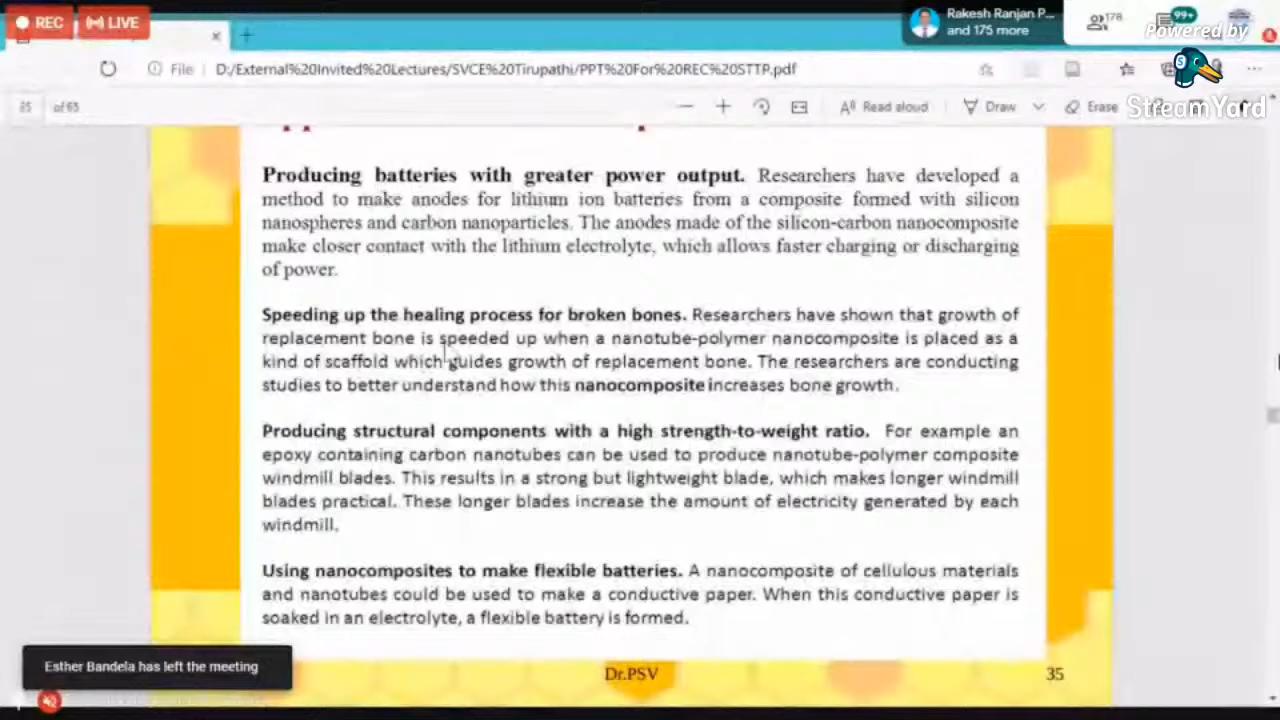 REC
LIVE
Rakesh Ranjan P...
and 175 more
178
99+
Powered by
StreamYard
File
D:/External%20Invited%20Lectures/SVCE%20Tirupathi/PPT%20For%20REC%20STTP.pdf
35 of 65
Read aloud
Draw
Erase
Producing batteries with greater power output. Researchers have developed a
method to make anodes for lithium ion batteries from a composite formed with silicon
nanospheres and carbon nanoparticles. The anodes made of the silicon-carbon nanocomposite
make closer contact with the lithium electrolyte, which allows faster charging or discharging
of power.
Speeding up the healing process for broken bones. Researchers have shown that growth of
replacement bone is speeded up when a nanotube-polymer nanocomposite is placed as a
kind of scaffold which guides growth of replacement bone. The researchers are conducting
studies to better understand how this nanocomposite increases bone growth.
Producing structural components with a high strength-to-weight ratio. For example an
epoxy containing carbon nanotubes can be used to produce nanotube-polymer composite
windmill blades. This results in a strong but lightweight blade, which makes longer windmill
blades practical. These longer blades increase the amount of electricity generated by each
windmill.
Using nanocomposites to make flexible batteries. A nanocomposite of cellulous materials
and nanotubes could be used to make a conductive paper. When this conductive paper is
soaked in an electrolyte, a flexible battery is formed.
Esther Bandela has left the meeting
Dr.PSV
35